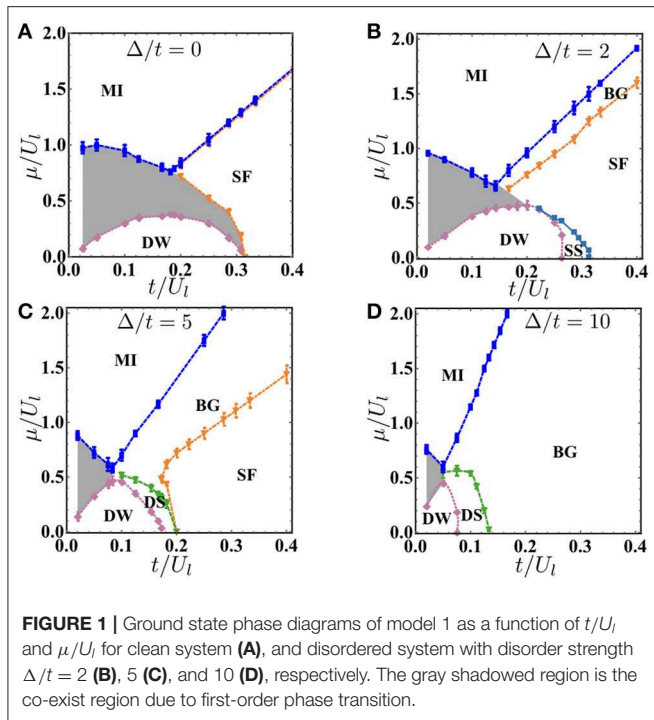 A
Δ/t = 0
2.0
1.5
1.0
0.5
0.0
μ/U_l
MI
SF
DW
0.0 0.1 0.2 0.3 0.4
t/U_l
B
Δ/t = 2
2.0
1.5
1.0
0.5
0.0
μ/U_l
MI
BG
SF
DW
SS
0.0 0.1 0.2 0.3 0.4
t/U_l
C
Δ/t = 5
2.0
1.5
1.0
0.5
0.0
μ/U_l
MI
BG
SF
DW
DS
0.0 0.1 0.2 0.3 0.4
t/U_l
D
Δ/t = 10
2.0
1.5
1.0
0.5
0.0
μ/U_l
MI
BG
DW
DS
0.0 0.1 0.2 0.3 0.4
t/U_l
FIGURE 1 | Ground state phase diagrams of model 1 as a function of t/U_l
and μ/U_l for clean system (A), and disordered system with disorder strength
Δ/t = 2 (B), 5 (C), and 10 (D), respectively. The gray shadowed region is the
co-exist region due to first-order phase transition.